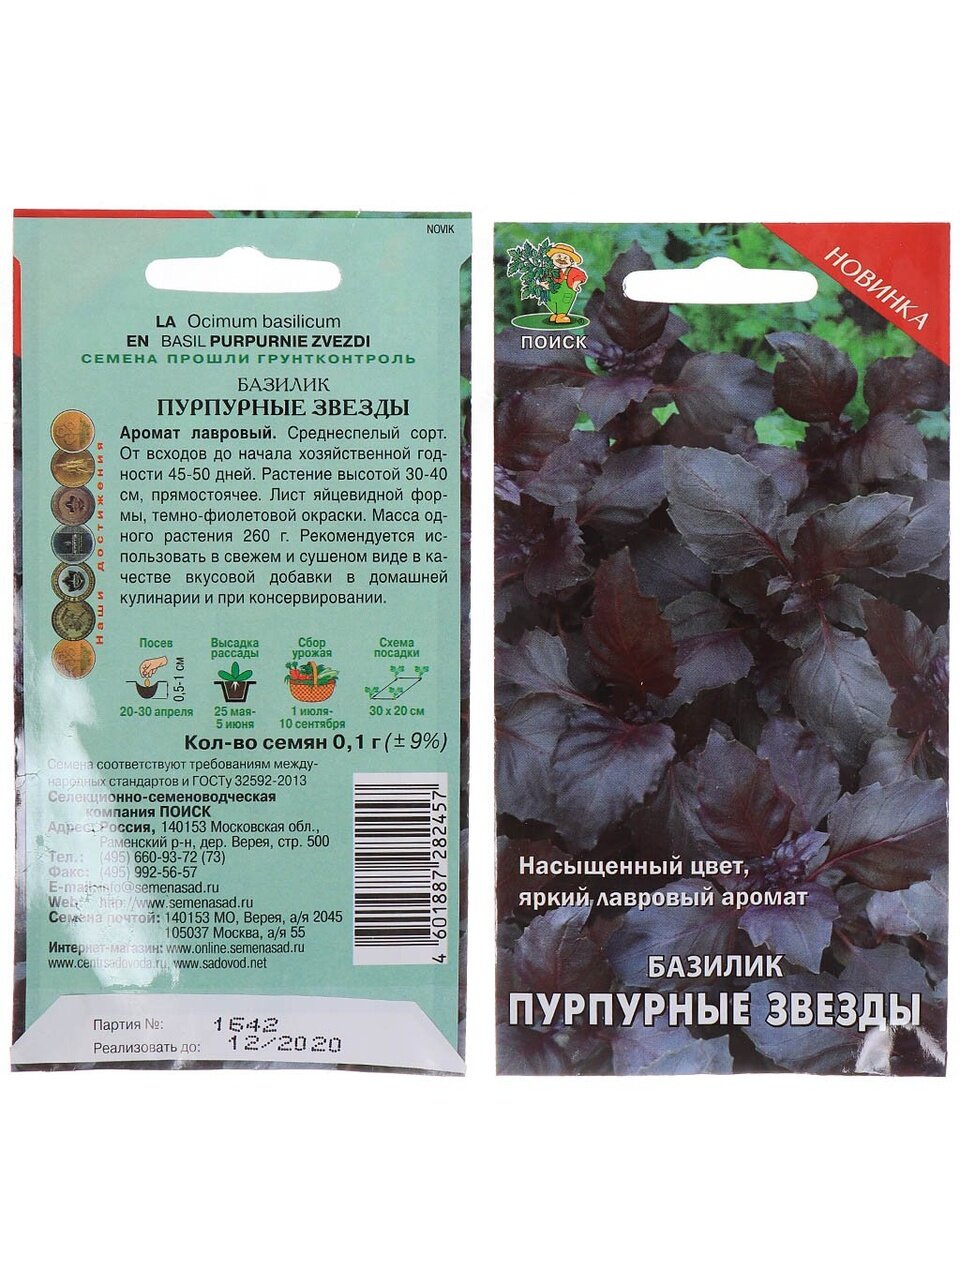 NOVIK
LA Ocimum basilicum
EN BASIL PURPURNIE ZVEZDI
СЕМЕНА ПРОШЛИ ГРУНТКОНТРОЛЬ
БАЗИЛИК
ПУРПУРНЫЕ ЗВЕЗДЫ
Аромат лавровый. Среднеспелый сорт.
От всходов до начала хозяйственной год-
ности 45-50 дней. Растение высотой 30-40
см, прямостоячее. Лист яйцевидной фор-
мы, темно-фиолетовой окраски. Масса од-
ного растения 260 г. Рекомендуется ис-
пользовать в свежем и сушеном виде в ка-
честве вкусовой добавки в домашней
кулинарии и при консервировании.
Наши достижения
Посев
0,5-1 см
20-30 апреля
Высадка
рассады
25 мая-
5 июня
Сбор
урожая
1 июля-
10 сентября
Схема
посадки
30 х 20 см
Кол-во семян 0,1 г (± 9%)
Семена соответствуют требованиям между-
народных стандартов и ГОСТу 32592-2013
Селекционно-семеноводческая
компания ПОИСК
Адрес: Россия, 140153 Московская обл.,
Раменский р-н, дер. Верея, стр. 500
Тел.: (495) 660-93-72 (73)
Факс: (495) 992-56-57
E-mail: info@semenasad.ru
Web: http://www.semenasad.ru
Семена почтой: 140153 МО, Верея, а/я 2045
105037 Москва, а/я 55
Интернет-магазин: www.online.semenasad.ru
www.centrsadovoda.ru, www.sadovod.net
4 601887 282457
Партия №: 1642
Реализовать до: 12/2020
НОВИНКА
ПОИСК
Насыщенный цвет,
яркий лавровый аромат
БАЗИЛИК
ПУРПУРНЫЕ ЗВЕЗДЫ